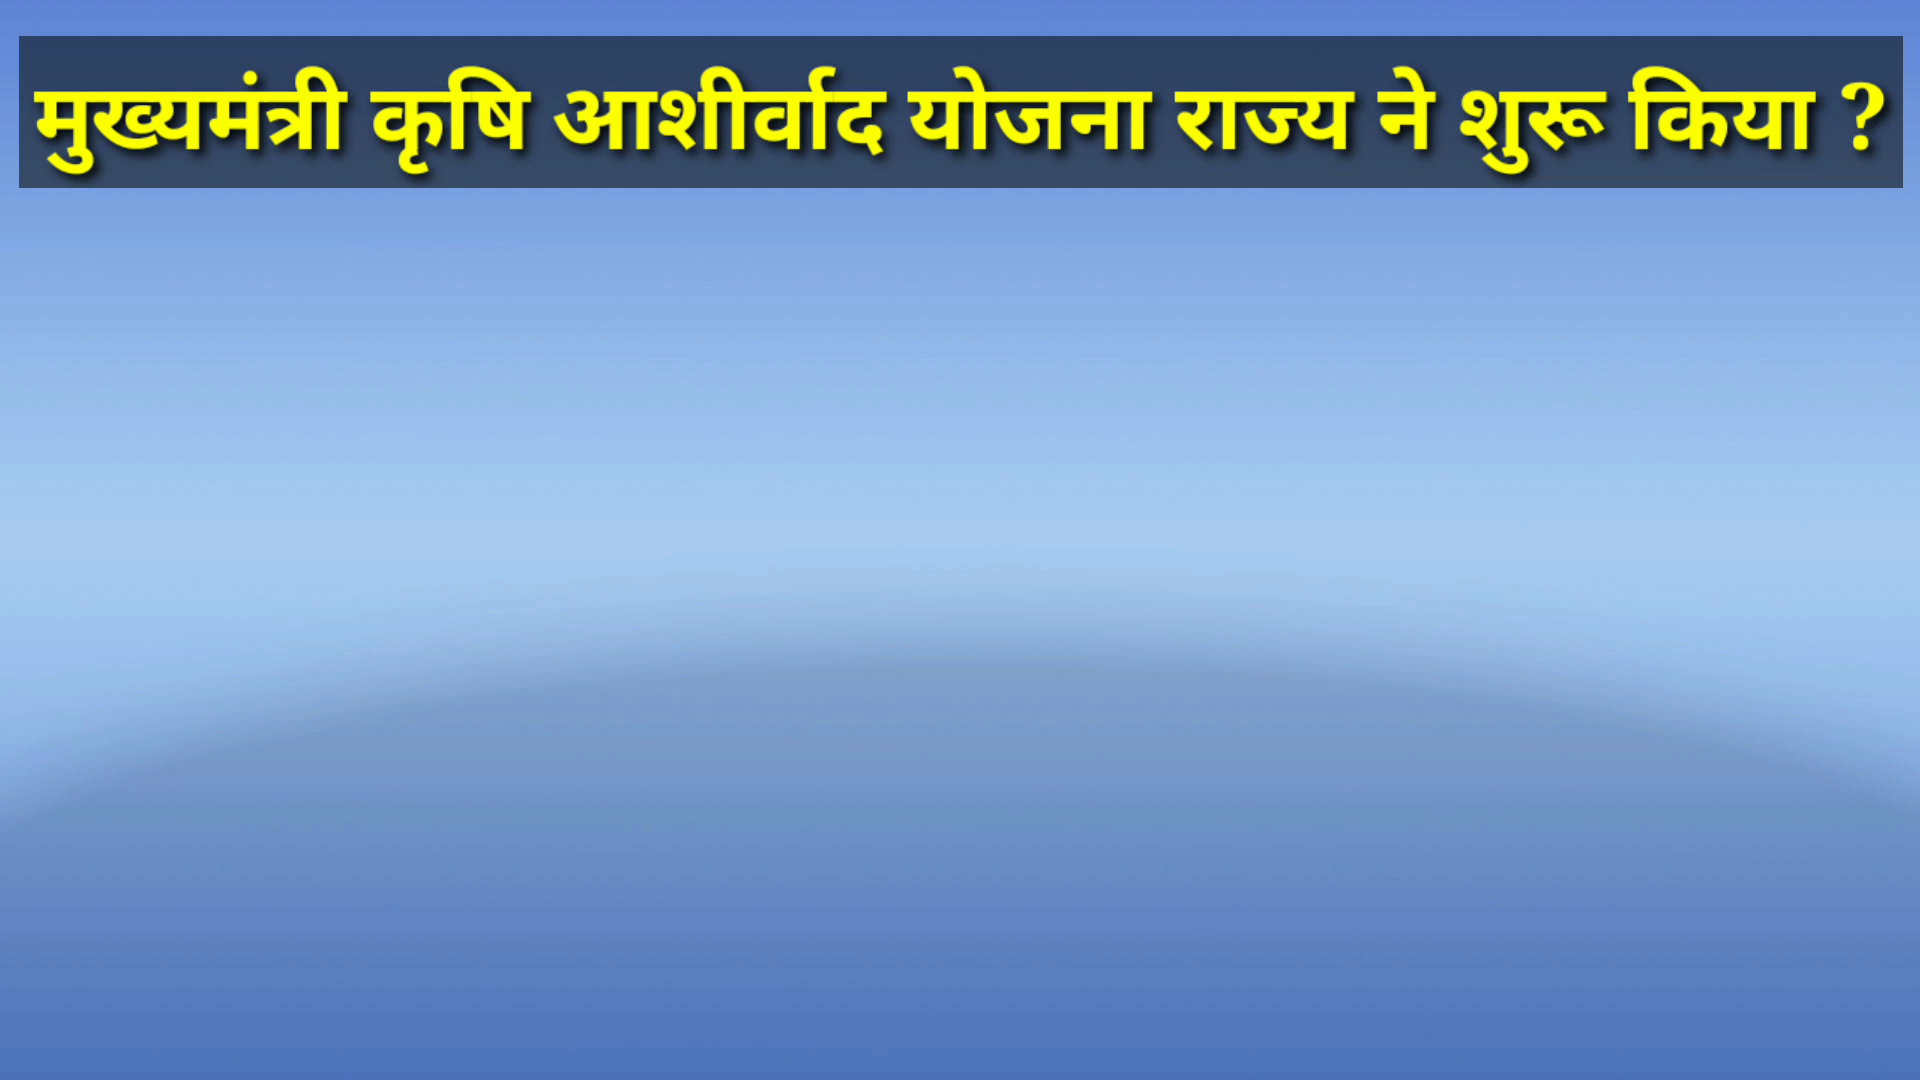 मुख्यमंत्री कृषि आशीर्वाद योजना राज्य ने शुरू किया ?